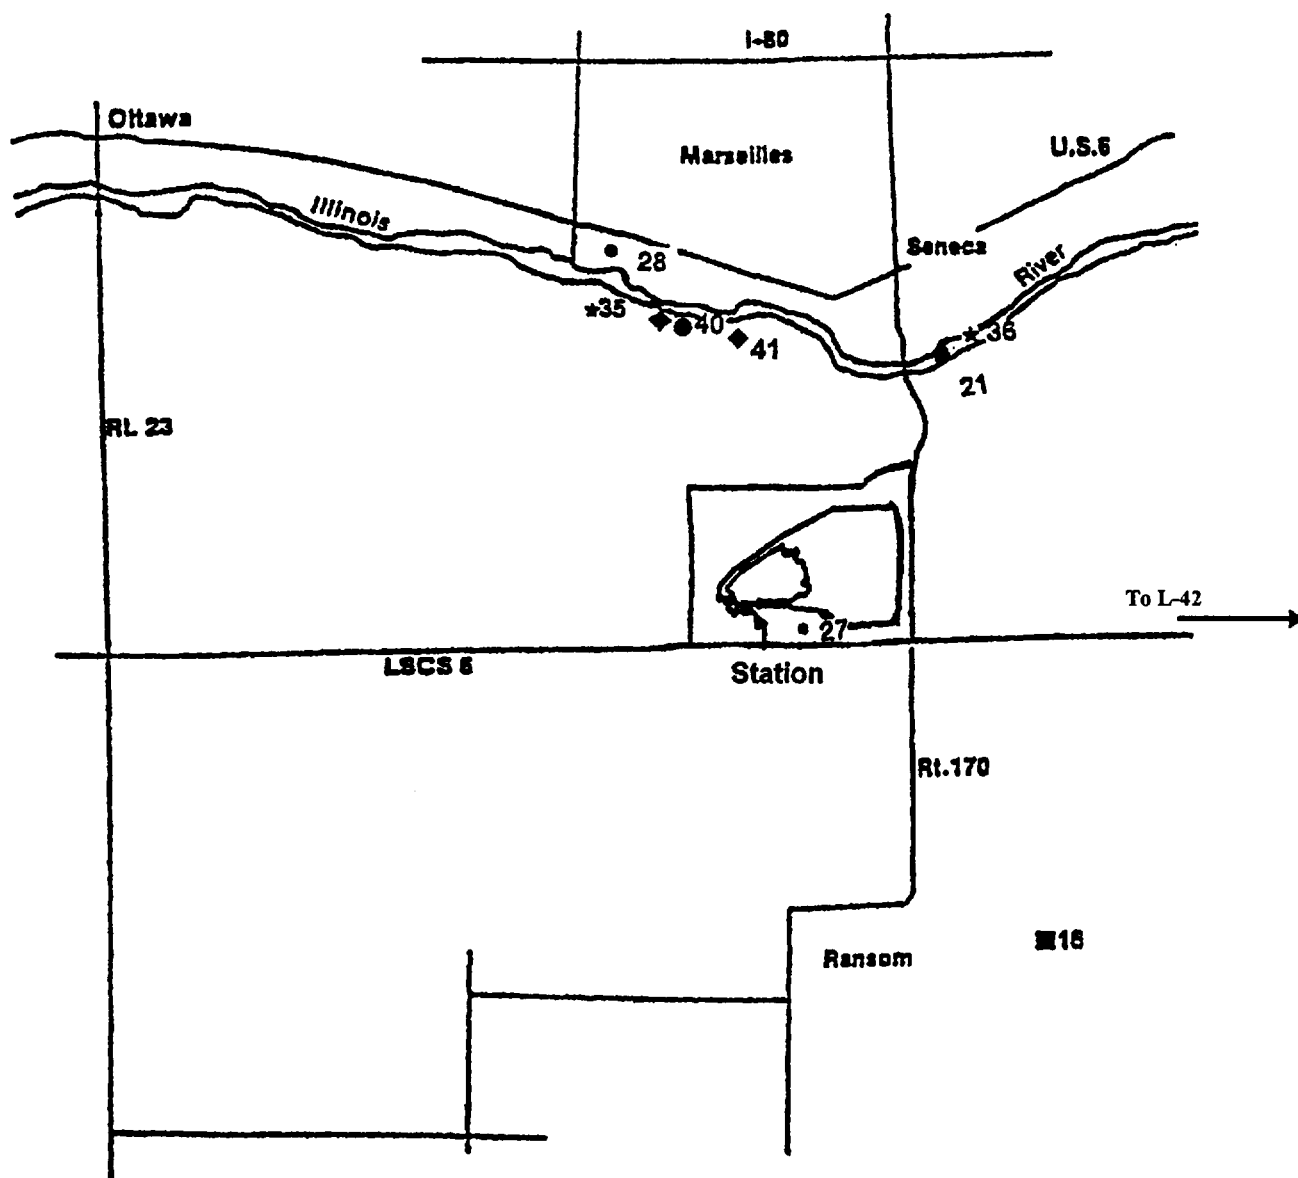 I-80
Ottawa
Marseilles
U.S.6
Illinois
Seneca
River
28
35
40
41
36
21
Rt. 23
To L-42
27
LSCS 6
Station
Rt.170
Ransom
16